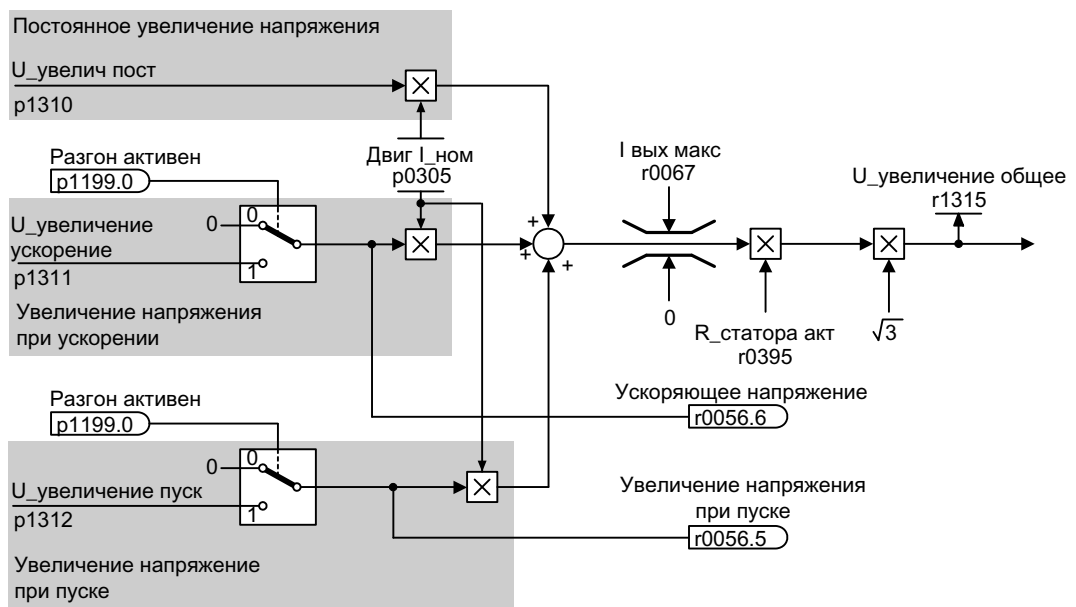 Постоянное увеличение напряжения
U_увелич пост
p1310
Разгон активен
p1199.0
Двиг I_ном
p0305
I вых макс
r0067
U_увеличение общее
r1315
U_увеличение
ускорение
p1311
0
0
1
+
+
+
Увеличение напряжения
при ускорении
0
R_статора акт
r0395
√3
Разгон активен
p1199.0
Ускоряющее напряжение
r0056.6
0
0
1
U_увеличение пуск
p1312
Увеличение напряжения
при пуске
r0056.5
Увеличение напряжение
при пуске